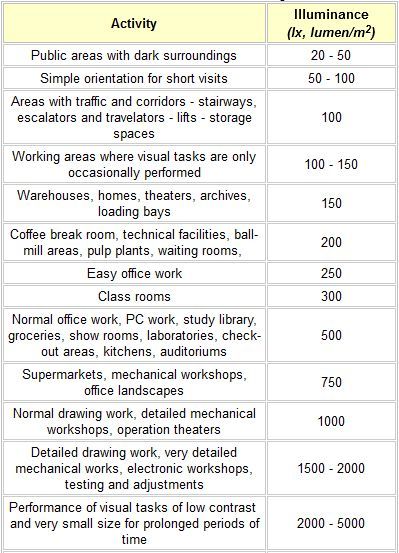 Activity
Illuminance
(lx, lumen/m²)
Public areas with dark surroundings
20 - 50
Simple orientation for short visits
50 - 100
Areas with traffic and corridors - stairways,
escalators and travelators - lifts - storage
spaces
100
Working areas where visual tasks are only
occasionally performed
100 - 150
Warehouses, homes, theaters, archives,
loading bays
150
Coffee break room, technical facilities, ball-
mill areas, pulp plants, waiting rooms,
200
Easy office work
250
Class rooms
300
Normal office work, PC work, study library,
groceries, show rooms, laboratories, check-
out areas, kitchens, auditoriums
500
Supermarkets, mechanical workshops,
office landscapes
750
Normal drawing work, detailed mechanical
workshops, operation theaters
1000
Detailed drawing work, very detailed
mechanical works, electronic workshops,
testing and adjustments
1500 - 2000
Performance of visual tasks of low contrast
and very small size for prolonged periods of
time
2000 - 5000